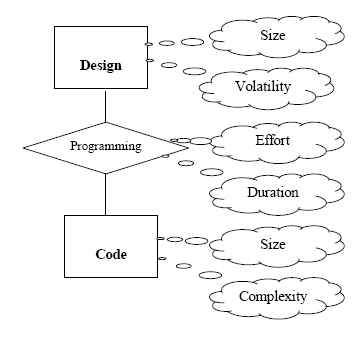 Size
Design
Volatility
Effort
Programming
Duration
Size
Code
Complexity